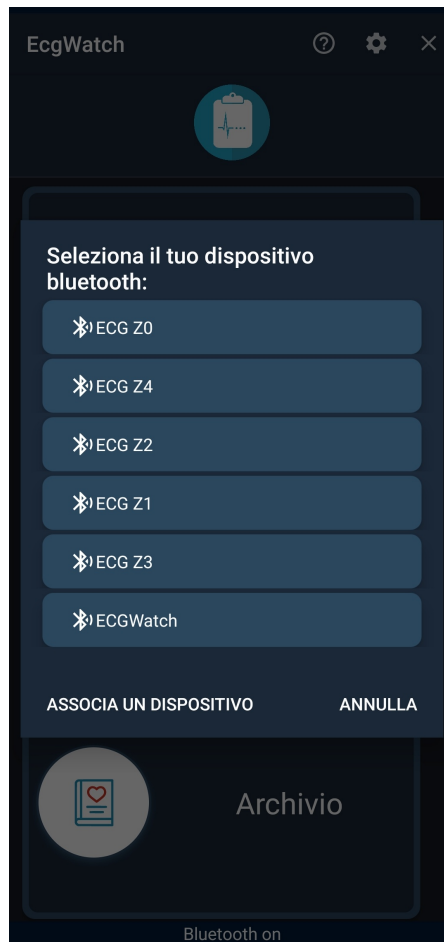 EcgWatch
Seleziona il tuo dispositivo
bluetooth:
ECG Z0
ECG Z4
ECG Z2
ECG Z1
ECG Z3
ECGWatch
ASSOCIA UN DISPOSITIVO ANNULLA
Archivio
Bluetooth on